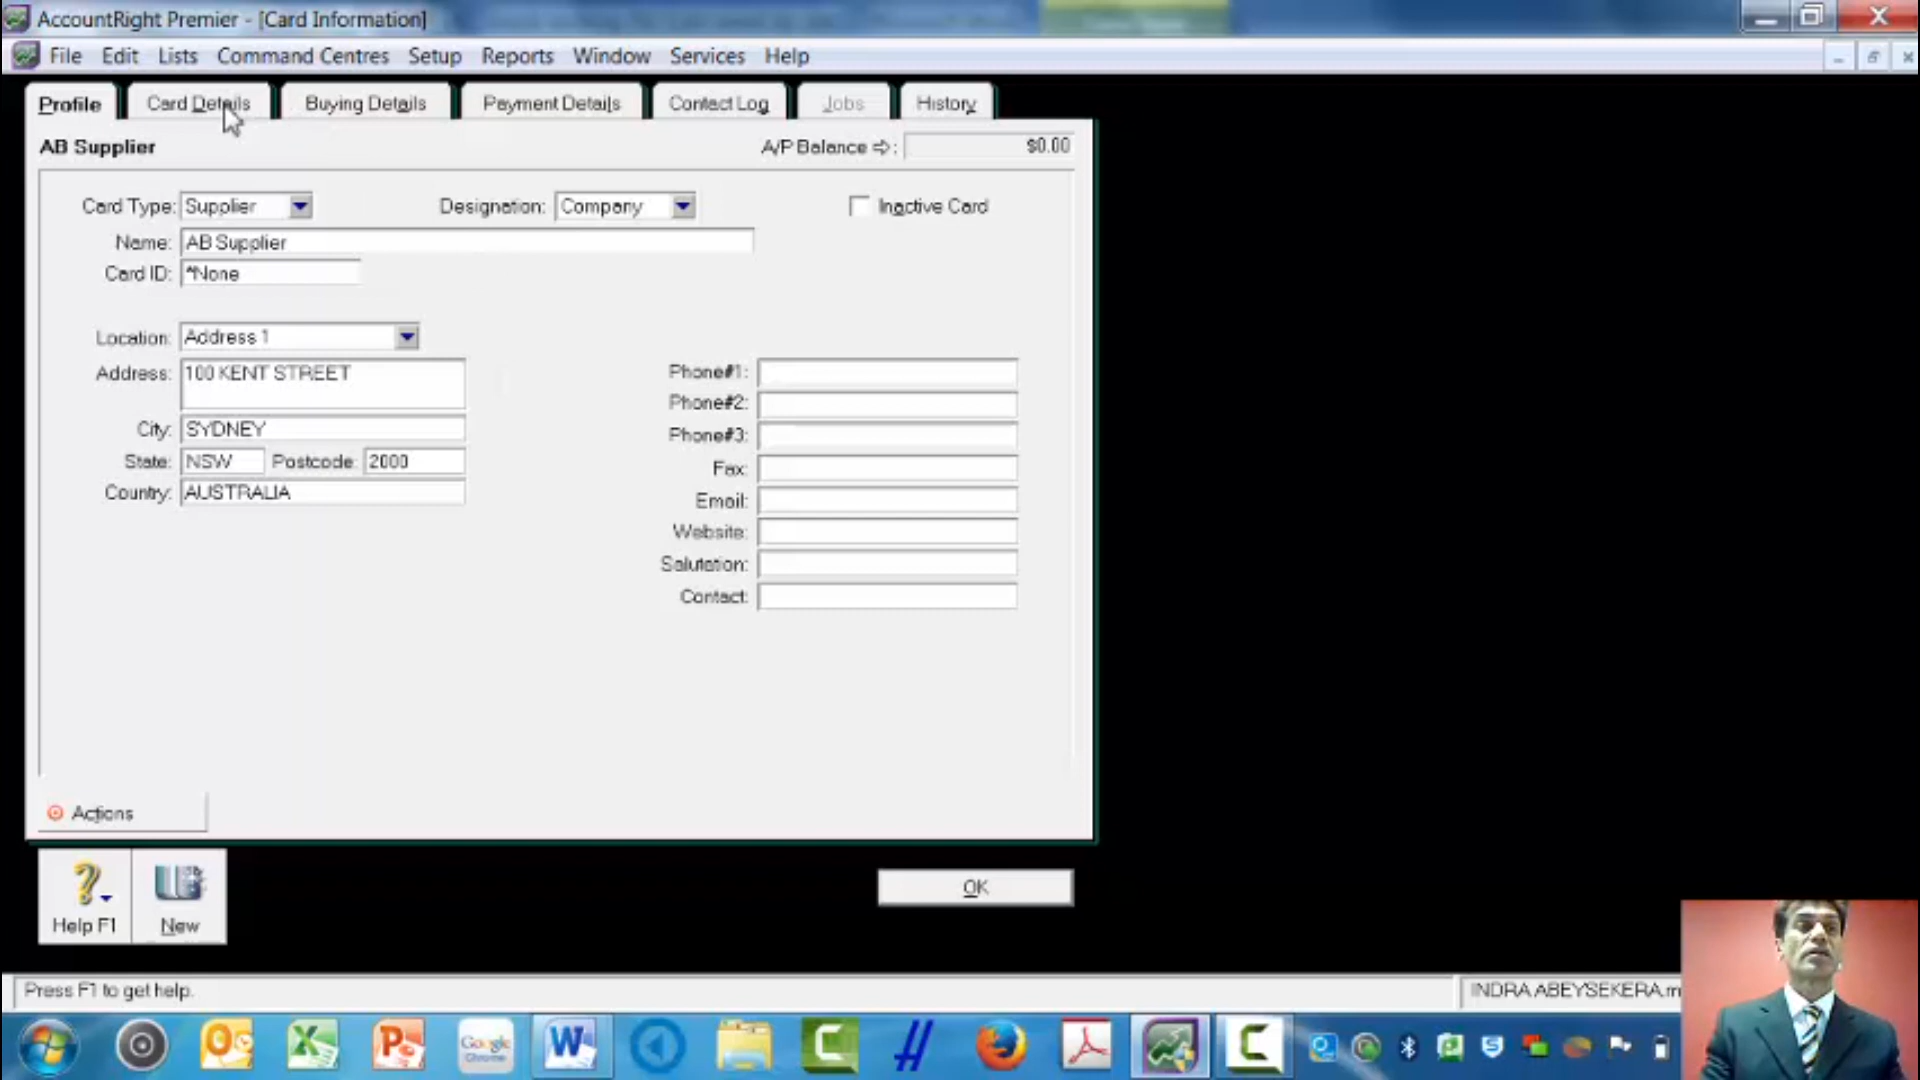 AccountRight Premier - [Card Information]
File Edit Lists Command Centres Setup Reports Window Services Help
Profile Card Details Buying Details Payment Details Contact Log Jobs History
AB Supplier A/P Balance ⇨: $0.00
Card Type: Supplier Designation: Company Inactive Card
Name: AB Supplier
Card ID: *None
Location: Address 1
Address: 100 KENT STREET
Phone#1:
Phone#2:
City: SYDNEY
Phone#3:
State: NSW Postcode: 2000
Fax:
Country: AUSTRALIA
Email:
Website:
Salutation:
Contact:
Actions
OK
Help F1 New
Press F1 to get help. INDRA ABEYSEKERA.m
Google